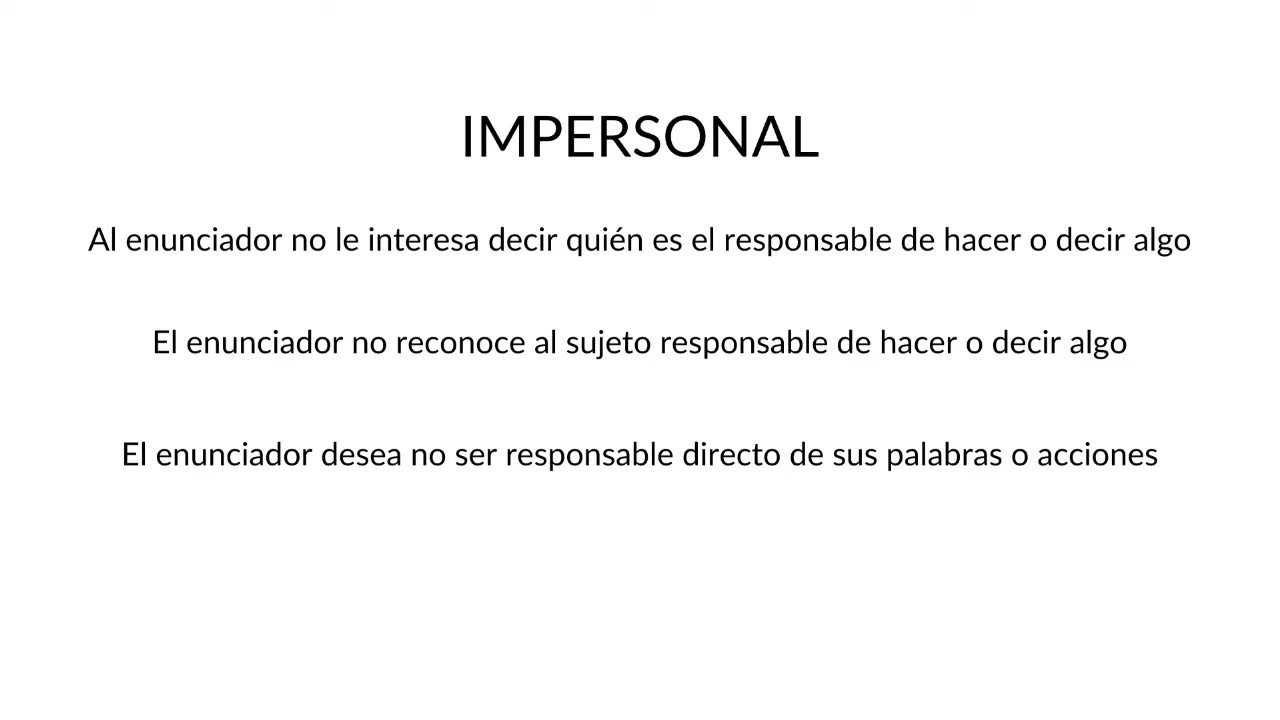 IMPERSONAL
Al enunciador no le interesa decir quién es el responsable de hacer o decir algo
El enunciador no reconoce al sujeto responsable de hacer o decir algo
El enunciador desea no ser responsable directo de sus palabras o acciones